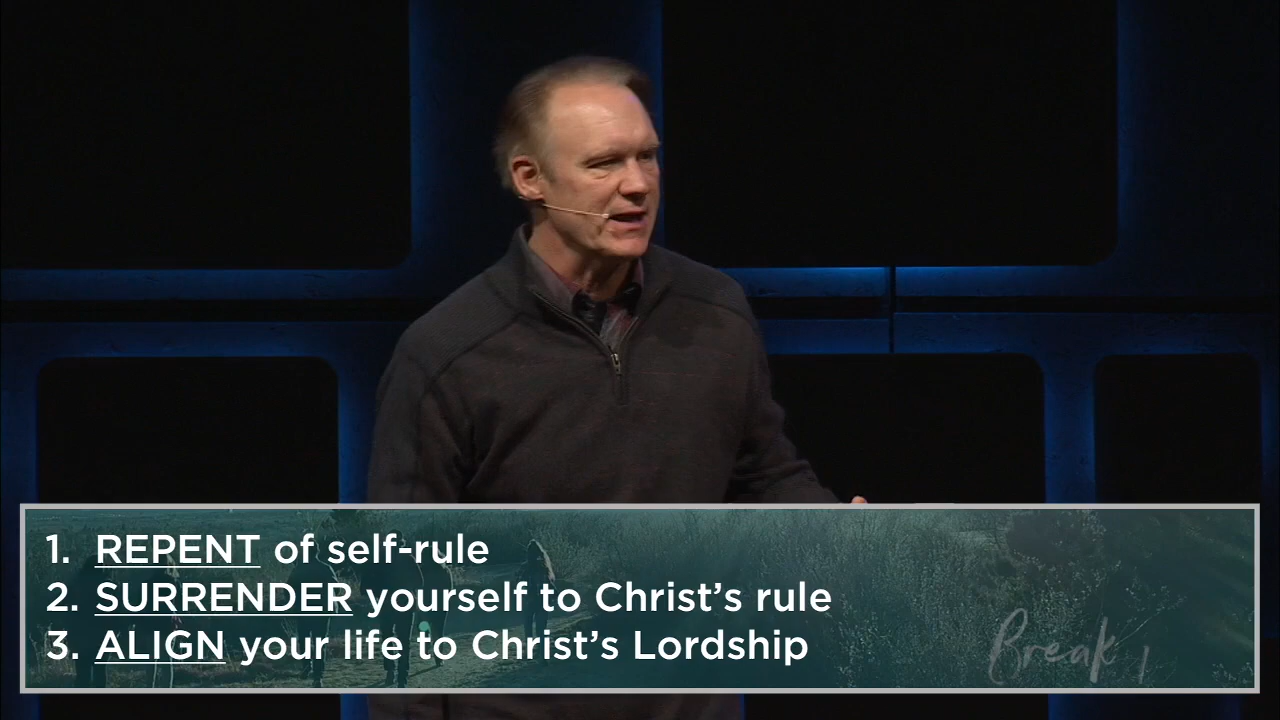 1. REPENT of self-rule
2. SURRENDER yourself to Christ's rule
3. ALIGN your life to Christ's Lordship
Break